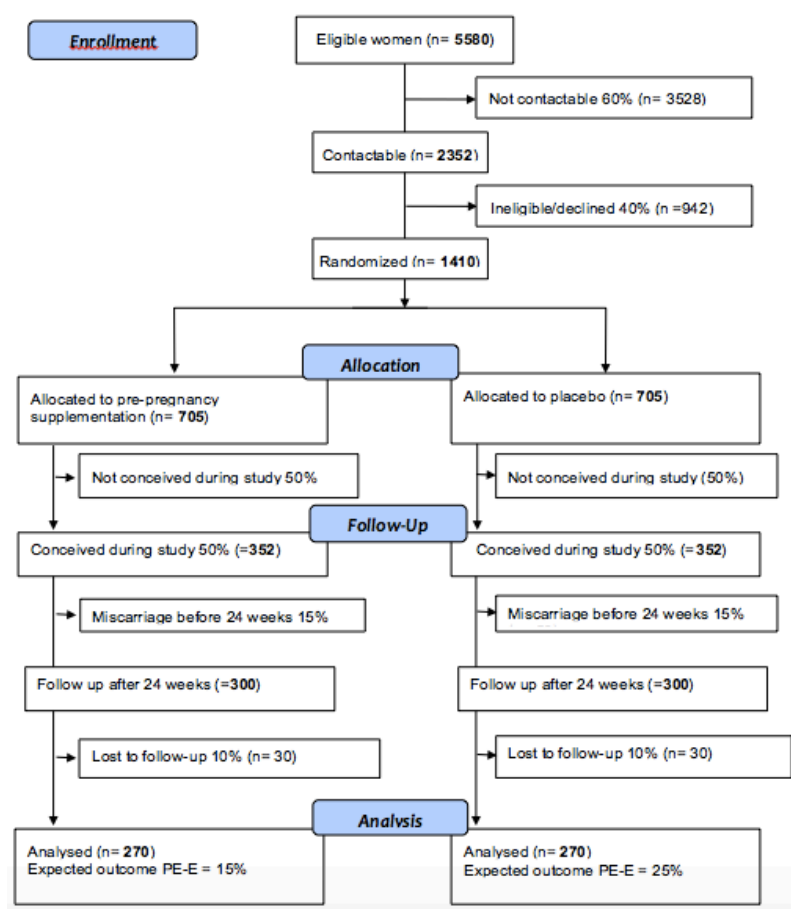 Enrollment
Eligible women (n= 5580)
Not contactable 60% (n= 3528)
Contactable (n= 2352)
Ineligible/declined 40% (n =942)
Randomized (n= 1410)
Allocation
Allocated to pre-pregnancy
supplementation (n= 705)
Allocated to placebo (n= 705)
Not conceived during study 50%
Not conceived during study (50%)
Follow-Up
Conceived during study 50% (=352)
Conceived during study 50% (=352)
Miscarriage before 24 weeks 15%
Miscarriage before 24 weeks 15%
Follow up after 24 weeks (=300)
Follow up after 24 weeks (=300)
Lost to follow-up 10% (n= 30)
Lost to follow-up 10% (n= 30)
Analysis
Analysed (n= 270)
Expected outcome PE-E = 15%
Analysed (n= 270)
Expected outcome PE-E = 25%